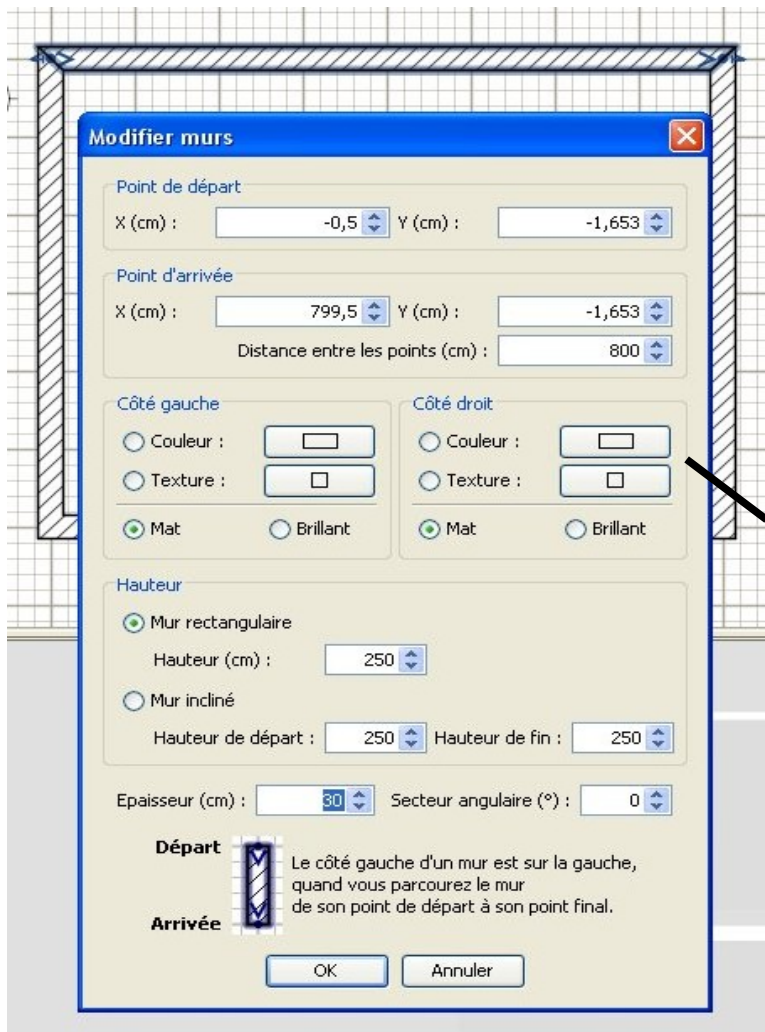 Modifier murs
Point de départ
X (cm) : -0,5 Y (cm) : -1,653
Point d'arrivée
X (cm) : 799,5 Y (cm) : -1,653
Distance entre les points (cm) : 800
Côté gauche Côté droit
Couleur : Couleur :
Texture : Texture :
Mat Brillant Mat Brillant
Hauteur
Mur rectangulaire
Hauteur (cm) : 250
Mur incliné
Hauteur de départ : 250 Hauteur de fin : 250
Epaisseur (cm) : 30 Secteur angulaire (°) : 0
Départ
Le côté gauche d'un mur est sur la gauche,
quand vous parcourez le mur
de son point de départ à son point final.
Arrivée
OK Annuler